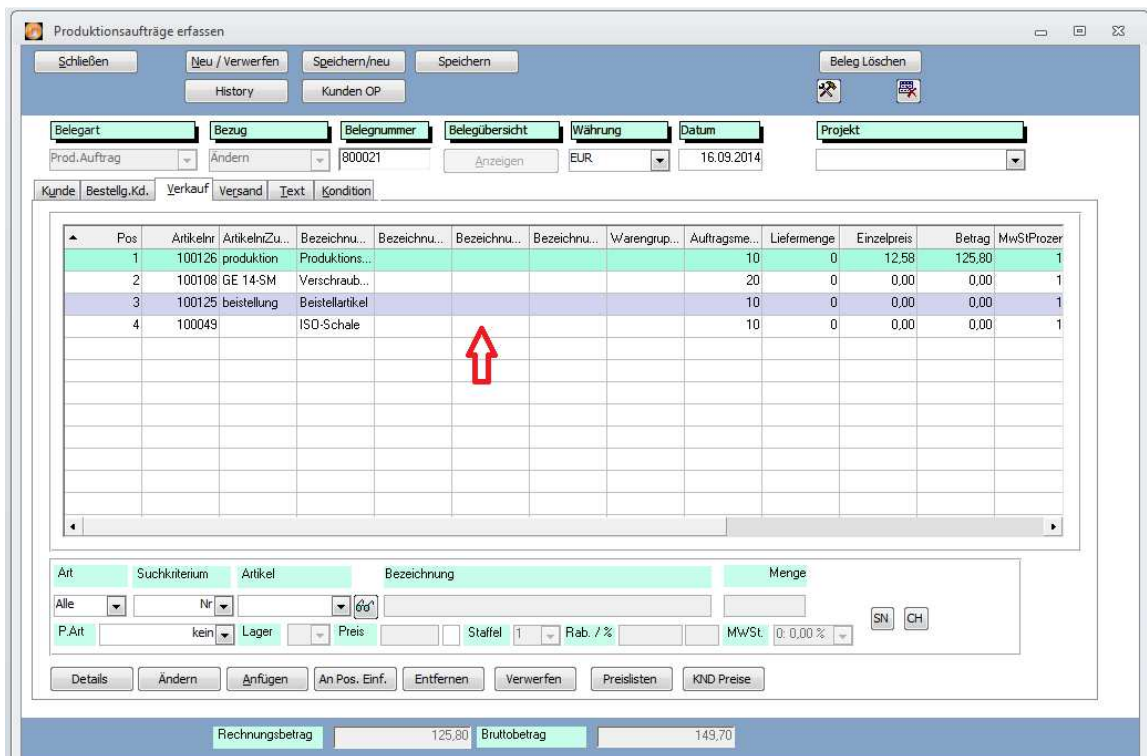 Produktionsaufträge erfassen
Schließen Neu / Verwerfen Speichern/neu Speichern Beleg Löschen
History Kunden OP
Belegart Bezug Belegnummer Belegübersicht Währung Datum Projekt
Prod.Auftrag Ändern 800021 Anzeigen EUR 16.09.2014
Kunde Bestellg.Kd. Verkauf Versand Text Kondition
Pos Artikelnr ArtikelnrZu... Bezeichnu... Bezeichnu... Bezeichnu... Bezeichnu... Warengrup... Auftragsme... Liefermenge Einzelpreis Betrag MwStProzer
1 100126 produktion Produktions... 10 0 12,58 125,80 1
2 100108 GE 14-SM Verschraub... 20 0 0,00 0,00 1
3 100125 beistellung Beistellartikel 10 0 0,00 0,00 1
4 100049 ISO-Schale 10 0 0,00 0,00 1
Art Suchkriterium Artikel Bezeichnung Menge
Alle Nr SN CH
P.Art kein Lager Preis Staffel 1 Rab. / % MWSt. 0: 0,00 %
Details Ändern Anfügen An Pos. Einf. Entfernen Verwerfen Preislisten KND Preise
Rechnungsbetrag 125,80 Bruttobetrag 149,70